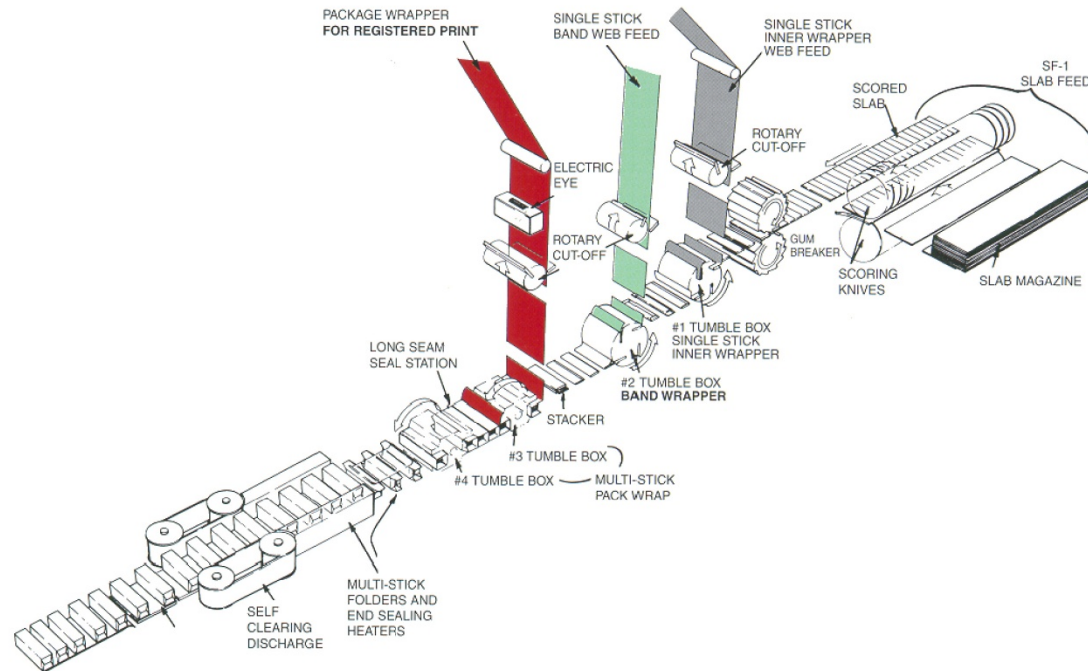 PACKAGE WRAPPER
FOR REGISTERED PRINT
SINGLE STICK
BAND WEB FEED
SINGLE STICK
INNER WRAPPER
WEB FEED
SF-1
SLAB FEED
SCORED
SLAB
ROTARY
CUT-OFF
ELECTRIC
EYE
ROTARY
CUT-OFF
GUM
BREAKER
SCORING
KNIVES
SLAB MAGAZINE
#1 TUMBLE BOX
SINGLE STICK
INNER WRAPPER
#2 TUMBLE BOX
BAND WRAPPER
LONG SEAM
SEAL STATION
STACKER
#3 TUMBLE BOX
#4 TUMBLE BOX
MULTI-STICK
PACK WRAP
MULTI-STICK
FOLDERS AND
END SEALING
HEATERS
SELF
CLEARING
DISCHARGE